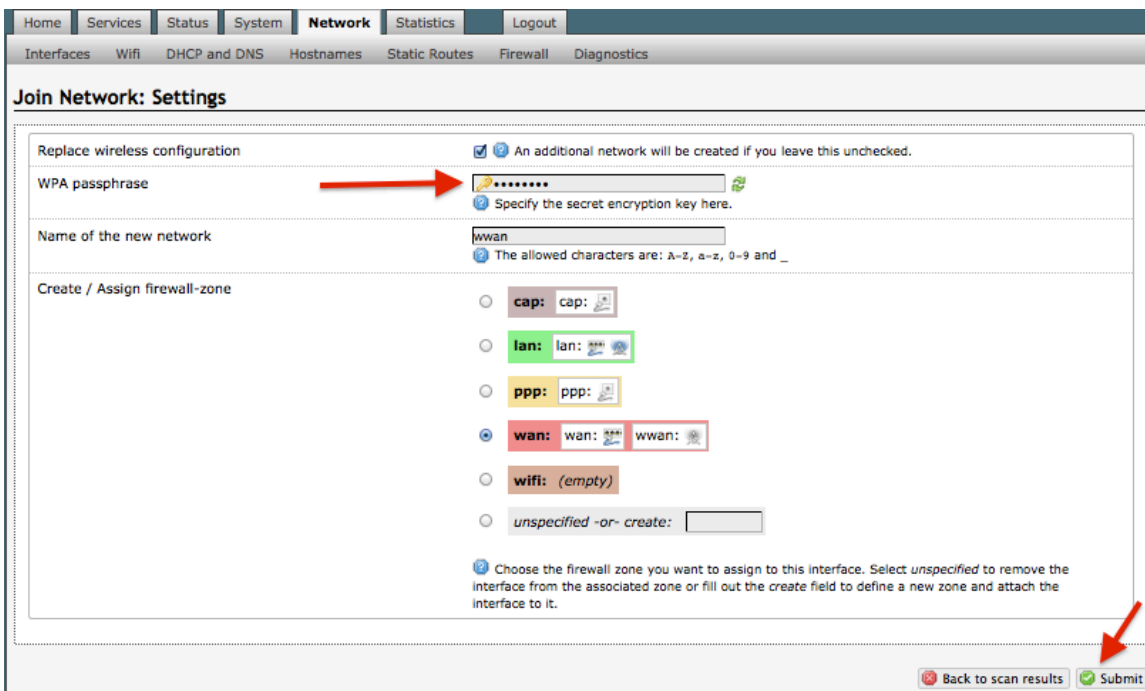 Home Services Status System Network Statistics Logout
Interfaces Wifi DHCP and DNS Hostnames Static Routes Firewall Diagnostics
Join Network: Settings
Replace wireless configuration An additional network will be created if you leave this unchecked.
WPA passphrase ••••••••
Specify the secret encryption key here.
Name of the new network wwan
The allowed characters are: A-Z, a-z, 0-9 and _
Create / Assign firewall-zone
cap: cap:
lan: lan:
ppp: ppp:
wan: wan: wwan:
wifi: (empty)
unspecified -or- create:
Choose the firewall zone you want to assign to this interface. Select unspecified to remove the
interface from the associated zone or fill out the create field to define a new zone and attach the
interface to it.
Back to scan results Submit